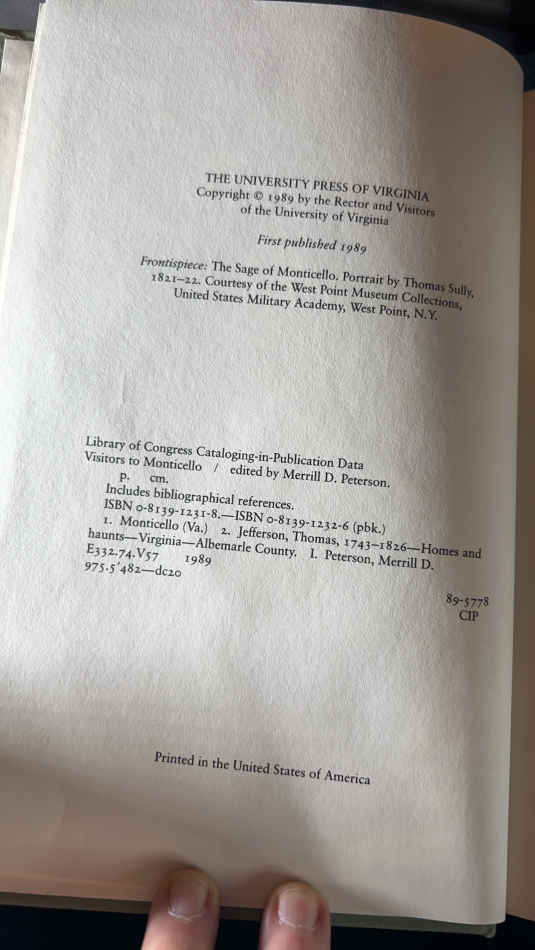 THE UNIVERSITY PRESS OF VIRGINIA
Copyright © 1989 by the Rector and Visitors
of the University of Virginia
First published 1989
Frontispiece: The Sage of Monticello. Portrait by Thomas Sully,
1821–22. Courtesy of the West Point Museum Collections,
United States Military Academy, West Point, N.Y.
Library of Congress Cataloging-in-Publication Data
Visitors to Monticello / edited by Merrill D. Peterson.
p. cm.
Includes bibliographical references.
ISBN 0-8139-1231-8.—ISBN 0-8139-1232-6 (pbk.)
1. Monticello (Va.) 2. Jefferson, Thomas, 1743–1826—Homes and
haunts—Virginia—Albemarle County. I. Peterson, Merrill D.
E332.74.V57 1989
975.5′482—dc20
89-5778
CIP
Printed in the United States of America